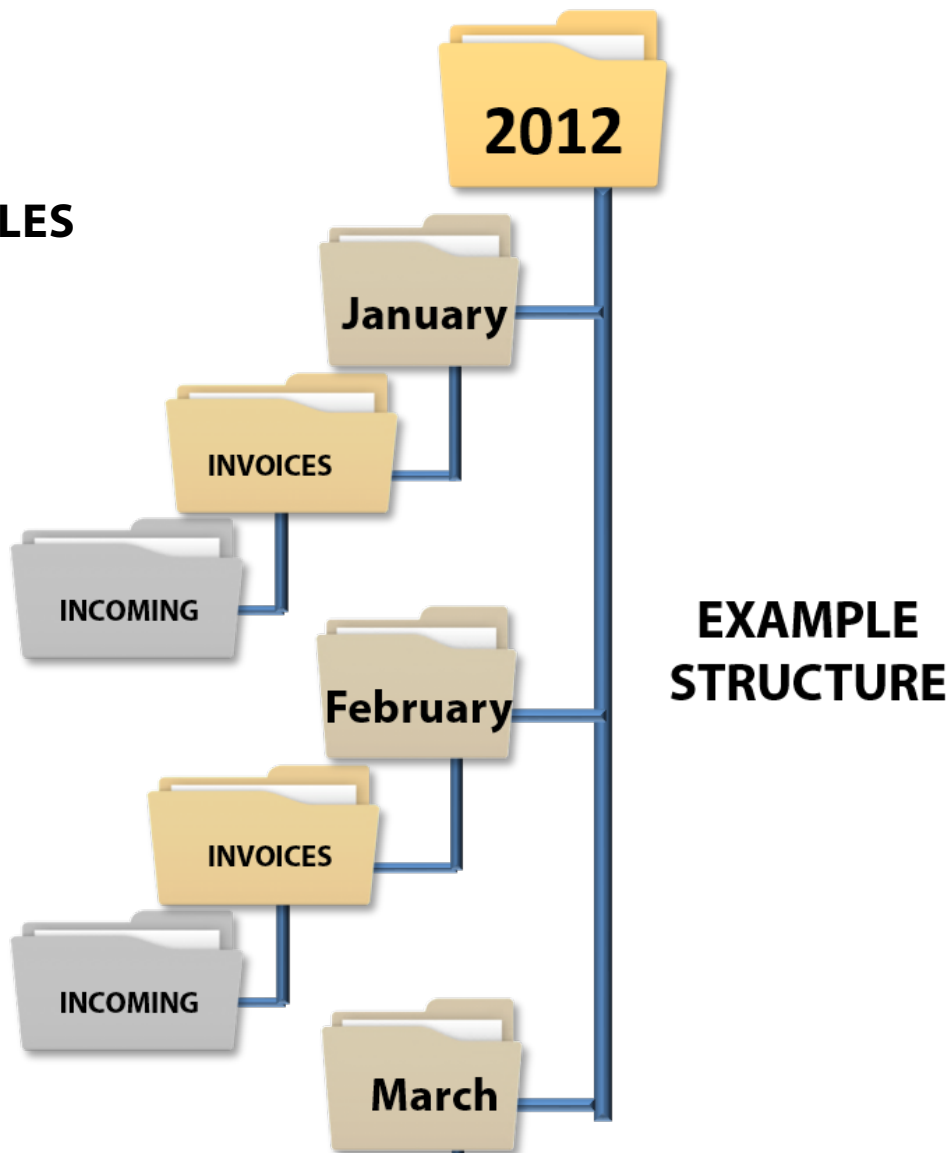 2012
LES
January
INVOICES
INCOMING
EXAMPLE
STRUCTURE
February
INVOICES
INCOMING
March